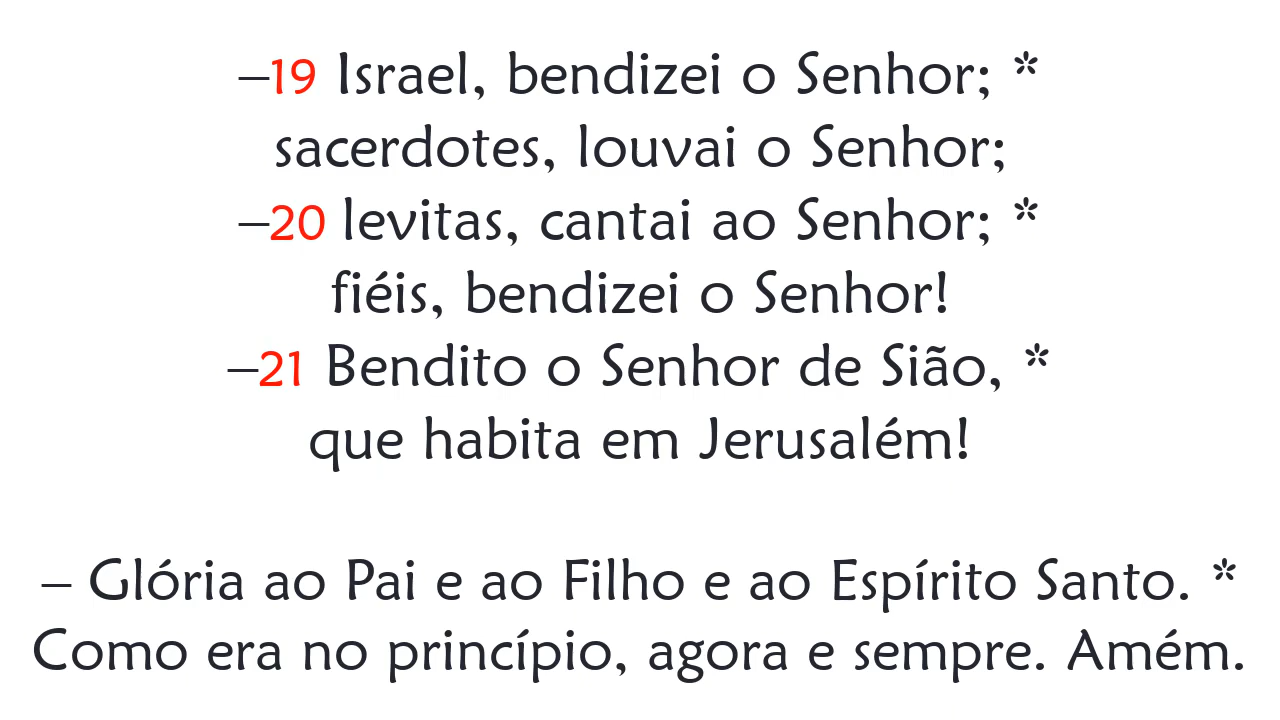 –19 Israel, bendizei o Senhor; *
sacerdotes, louvai o Senhor;
–20 levitas, cantai ao Senhor; *
fiéis, bendizei o Senhor!
–21 Bendito o Senhor de Sião, *
que habita em Jerusalém!
– Glória ao Pai e ao Filho e ao Espírito Santo. *
Como era no princípio, agora e sempre. Amém.